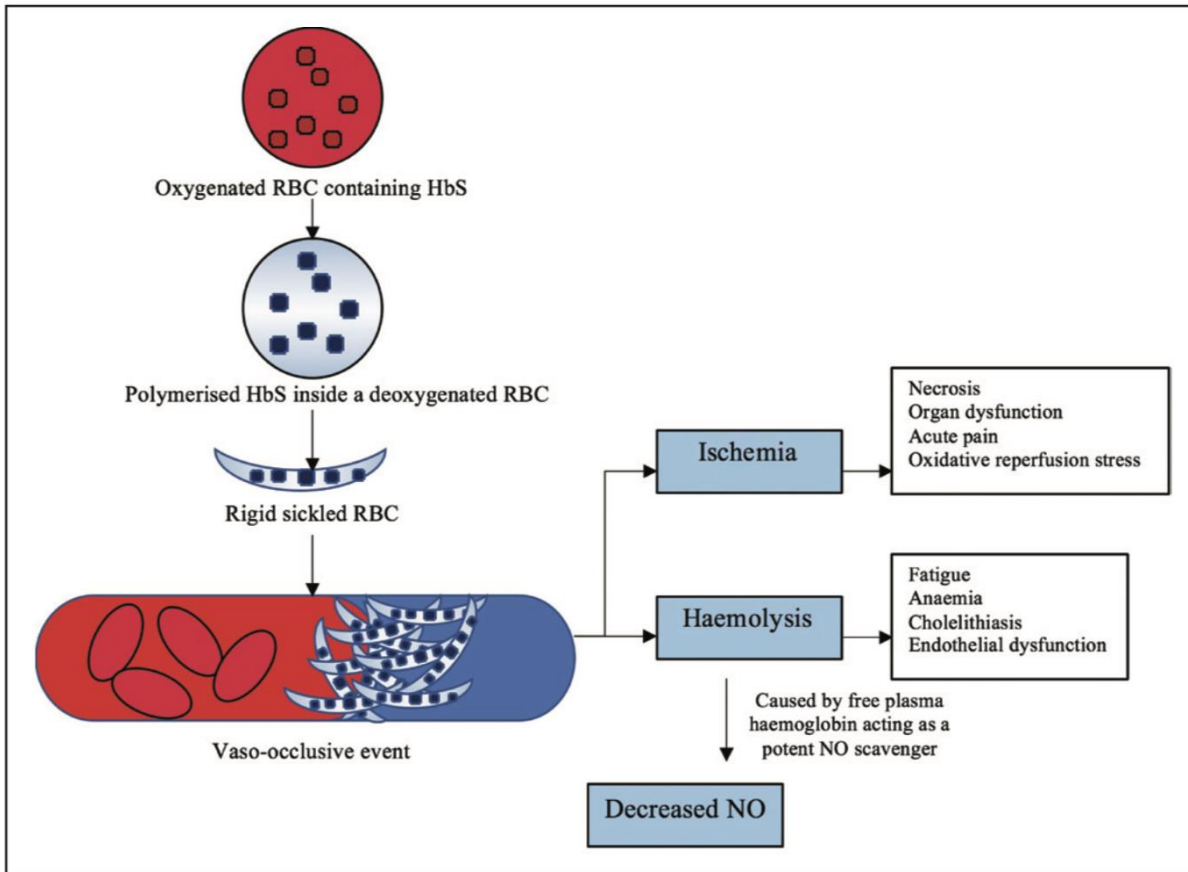 Oxygenated RBC containing HbS
Polymerised HbS inside a deoxygenated RBC
Rigid sickled RBC
Vaso-occlusive event
Ischemia
Necrosis
Organ dysfunction
Acute pain
Oxidative reperfusion stress
Haemolysis
Fatigue
Anaemia
Cholelithiasis
Endothelial dysfunction
Caused by free plasma
haemoglobin acting as a
potent NO scavenger
Decreased NO